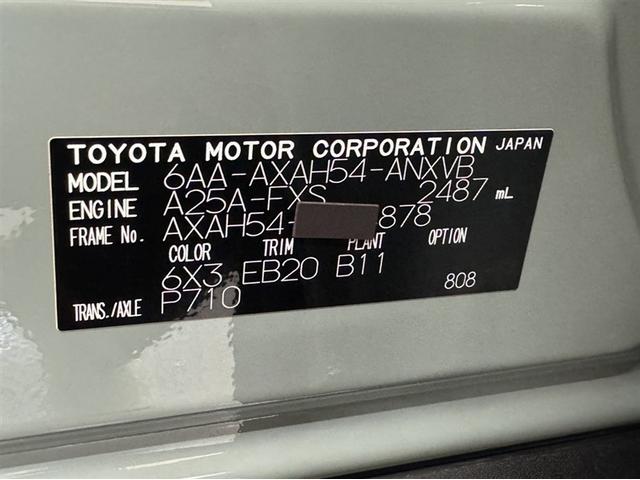 TOYOTA MOTOR CORPORATION JAPAN
MODEL 6AA-AXAH54-ANXVB
ENGINE A25A-FXS 2487 mL
FRAME No. AXAH54- 878
COLOR TRIM PLANT OPTION
6X3 EB20 B11
TRANS./AXLE P710 808